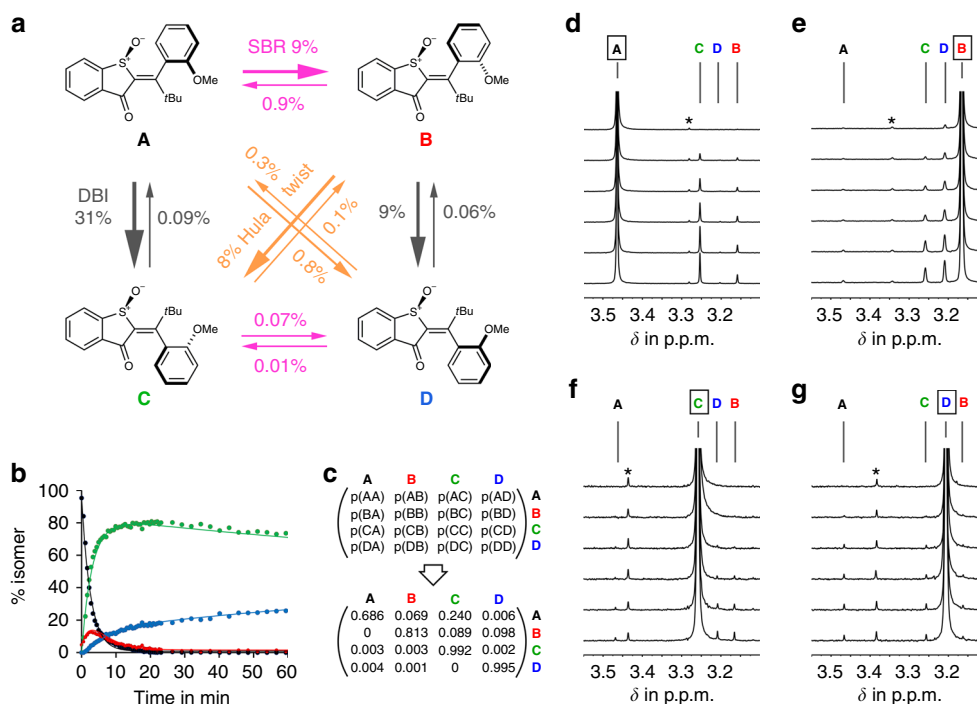 a
S+
O−
OMe
tBu
O
A
SBR 9%
0.9%
S+
O−
OMe
tBu
O
B
DBI
31%
0.09%
0.3%
twist
8% Hula
0.1%
0.8%
9%
0.06%
S+
O−
tBu
OMe
O
C
0.07%
0.01%
S+
O−
tBu
OMe
O
D
b
% isomer
100
80
60
40
20
0
0 10 20 30 40 50 60
Time in min
c
A B C D
p(AA) p(AB) p(AC) p(AD) A
p(BA) p(BB) p(BC) p(BD) B
p(CA) p(CB) p(CC) p(CD) C
p(DA) p(DB) p(DC) p(DD) D
A B C D
0.686 0.069 0.240 0.006 A
0 0.813 0.089 0.098 B
0.003 0.003 0.992 0.002 C
0.004 0.001 0 0.995 D
d
A C D B
*
3.5 3.4 3.3 3.2
δ in p.p.m.
e
A C D B
*
3.5 3.4 3.3 3.2
δ in p.p.m.
f
A C D B
*
3.5 3.4 3.3 3.2
δ in p.p.m.
g
A C D B
*
3.5 3.4 3.3 3.2
δ in p.p.m.